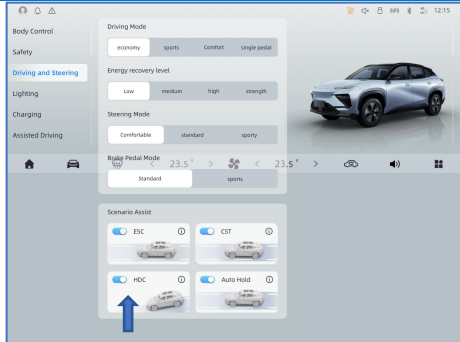 12:15
Driving Mode
Body Control
economy sports Comfort single pedal
Safety
Energy recovery level
Driving and Steering
Low medium high strength
Lighting
Steering Mode
Charging
Comfortable standard sporty
Assisted Driving
Brake Pedal Mode
< 23.5° > < 23.5° >
Standard sports
Scenario Assist
ESC CST
HDC Auto Hold